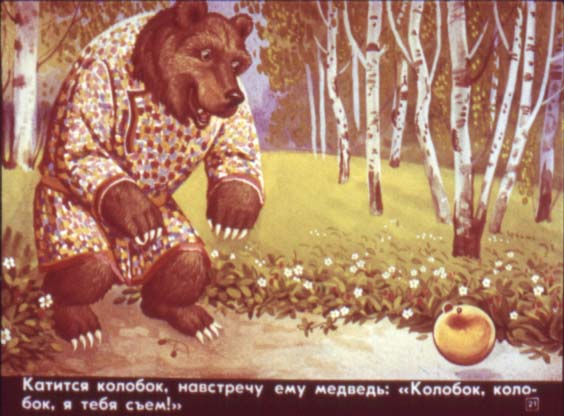 Катится колобок, навстречу ему медведь: «Колобок, коло-
бок, я тебя съем!»
21